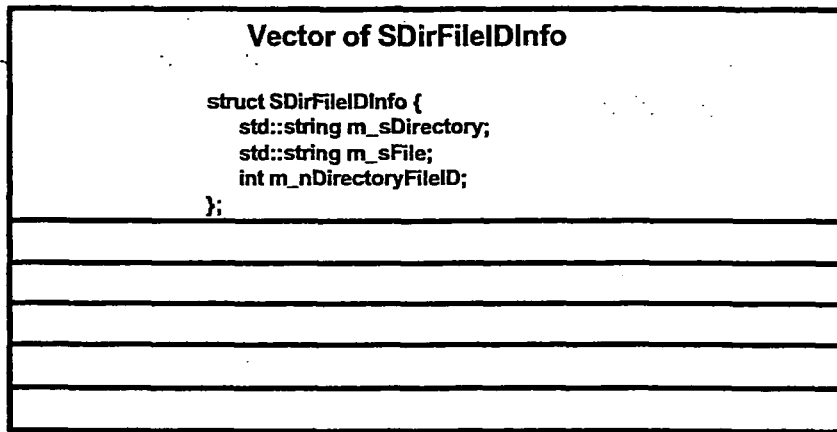 Vector of SDirFileIDInfo
struct SDirFileIDInfo {
std::string m_sDirectory;
std::string m_sFile;
int m_nDirectoryFileID;
};